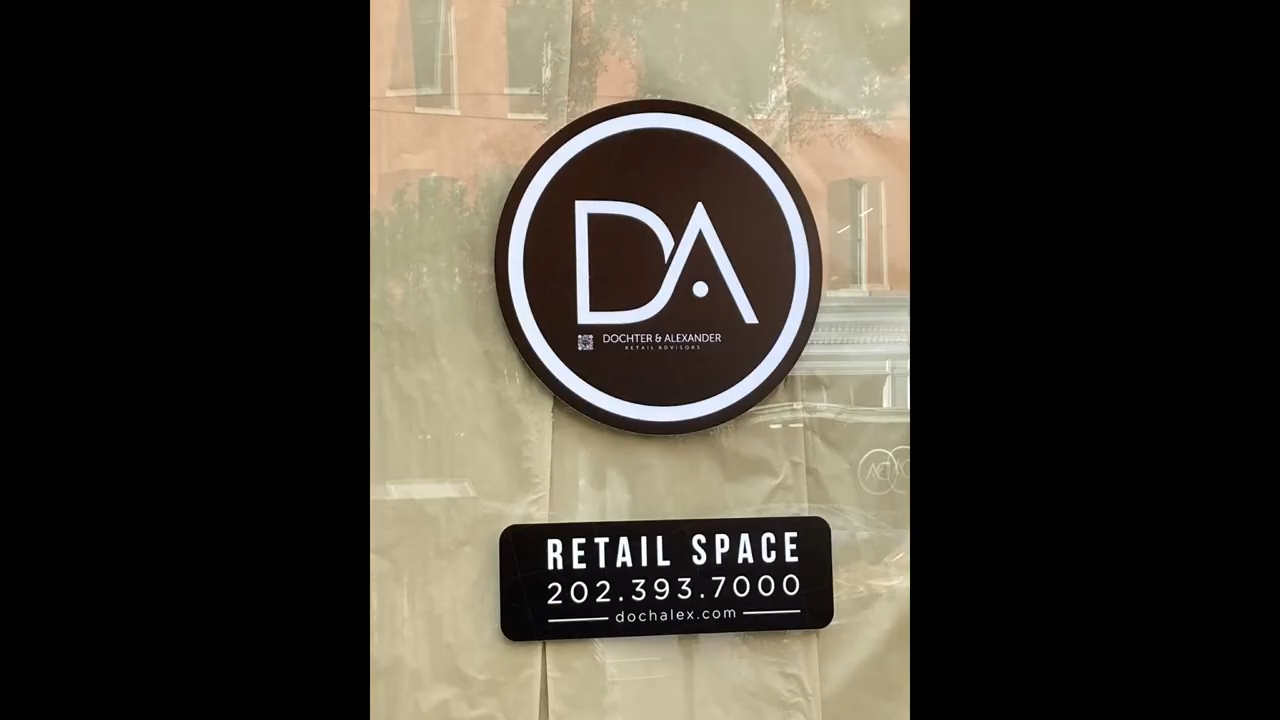 DA
DOCHTER & ALEXANDER
RETAIL ADVISORS
RETAIL SPACE
202.393.7000
dochalex.com